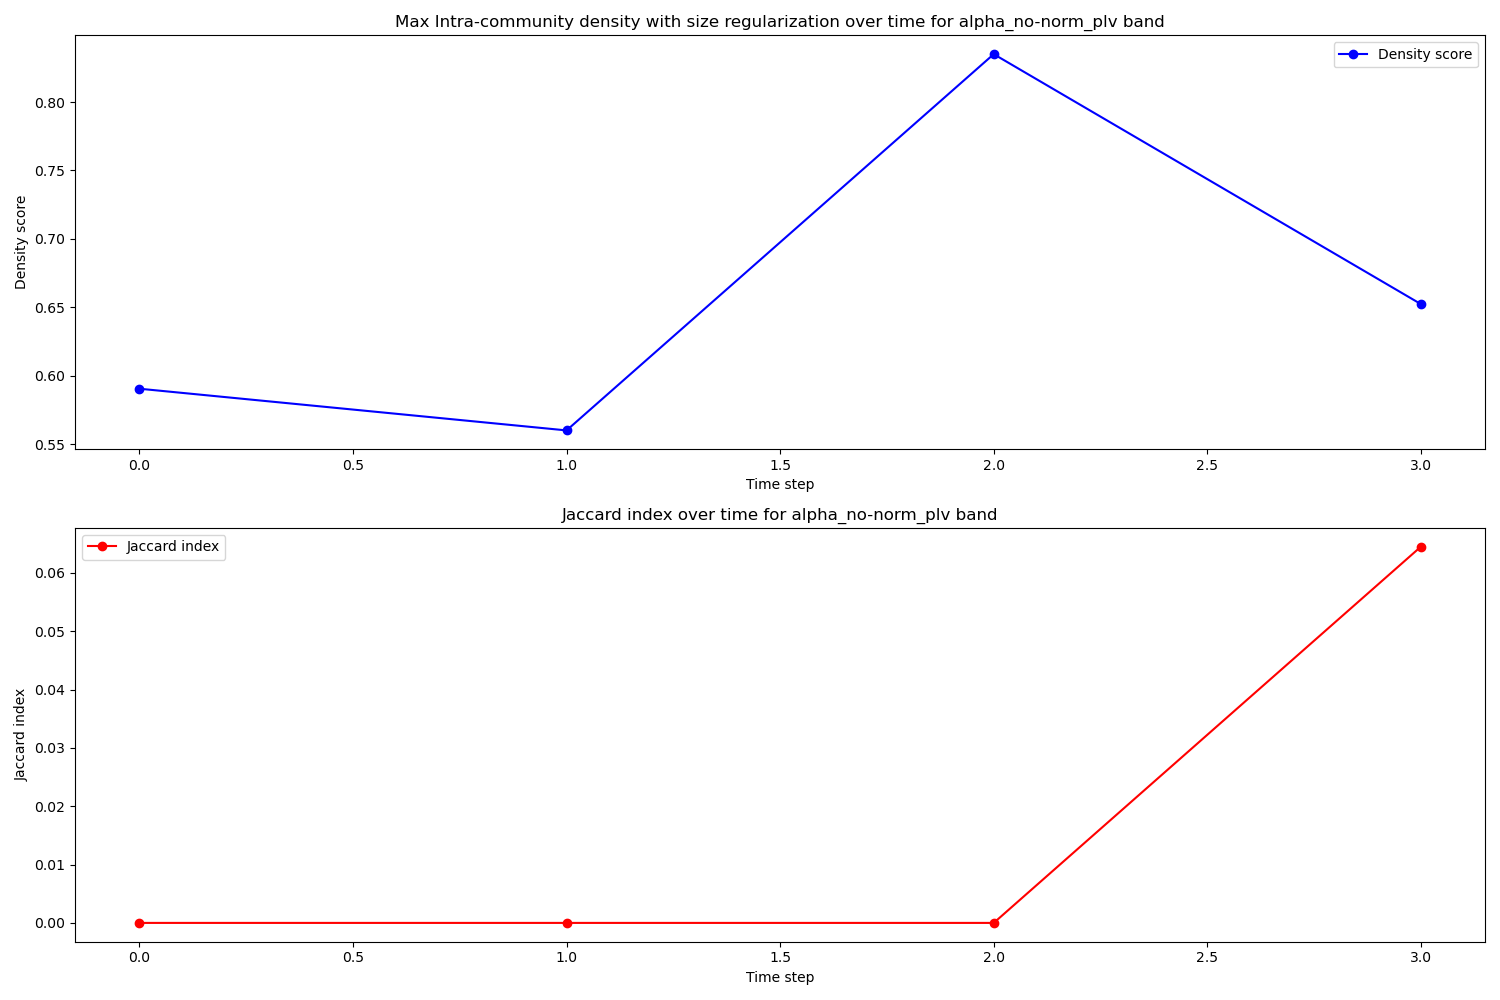 Max Intra-community density with size regularization over time for alpha_no-norm_plv band
Density score
0.80
0.75
0.70
0.65
0.60
0.55
Density score
0.0 0.5 1.0 1.5 2.0 2.5 3.0
Time step
Jaccard index over time for alpha_no-norm_plv band
Jaccard index
0.06
0.05
0.04
0.03
0.02
0.01
0.00
Jaccard index
0.0 0.5 1.0 1.5 2.0 2.5 3.0
Time step